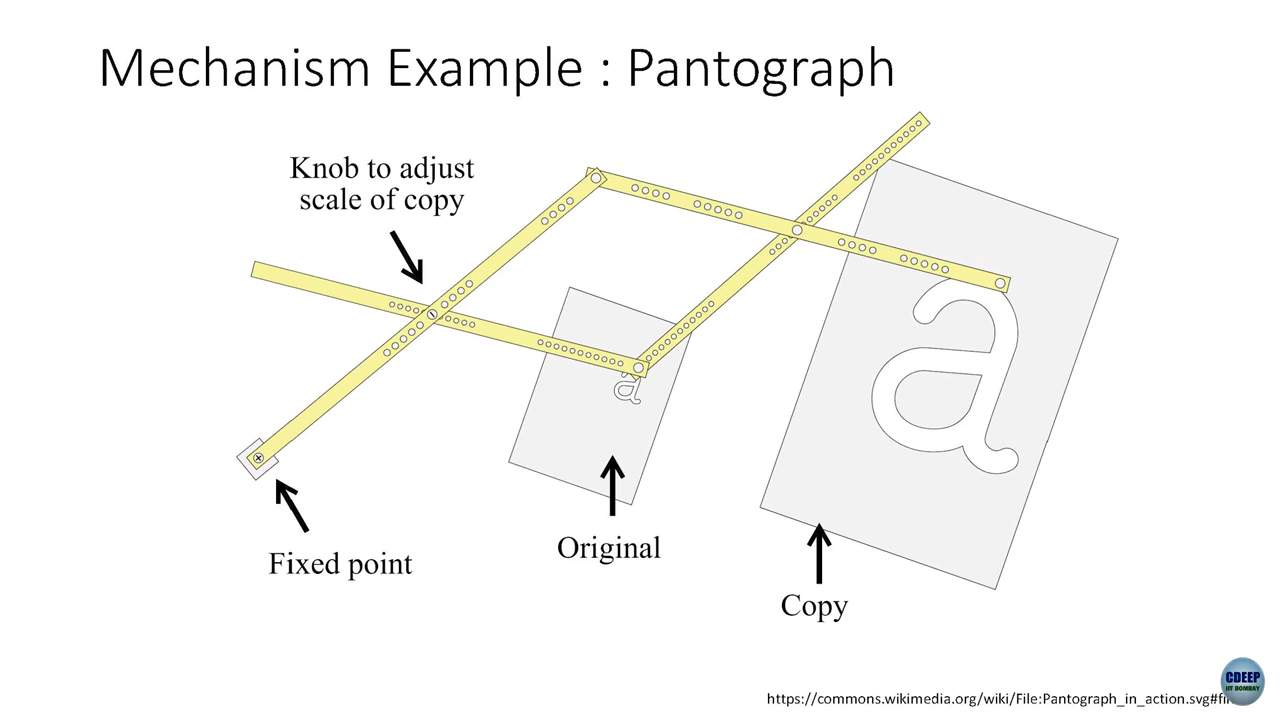 Mechanism Example : Pantograph
Knob to adjust
scale of copy
a
a
Fixed point
Original
Copy
CDEEP
IIT BOMBAY
https://commons.wikimedia.org/wiki/File:Pantograph_in_action.svg#fi